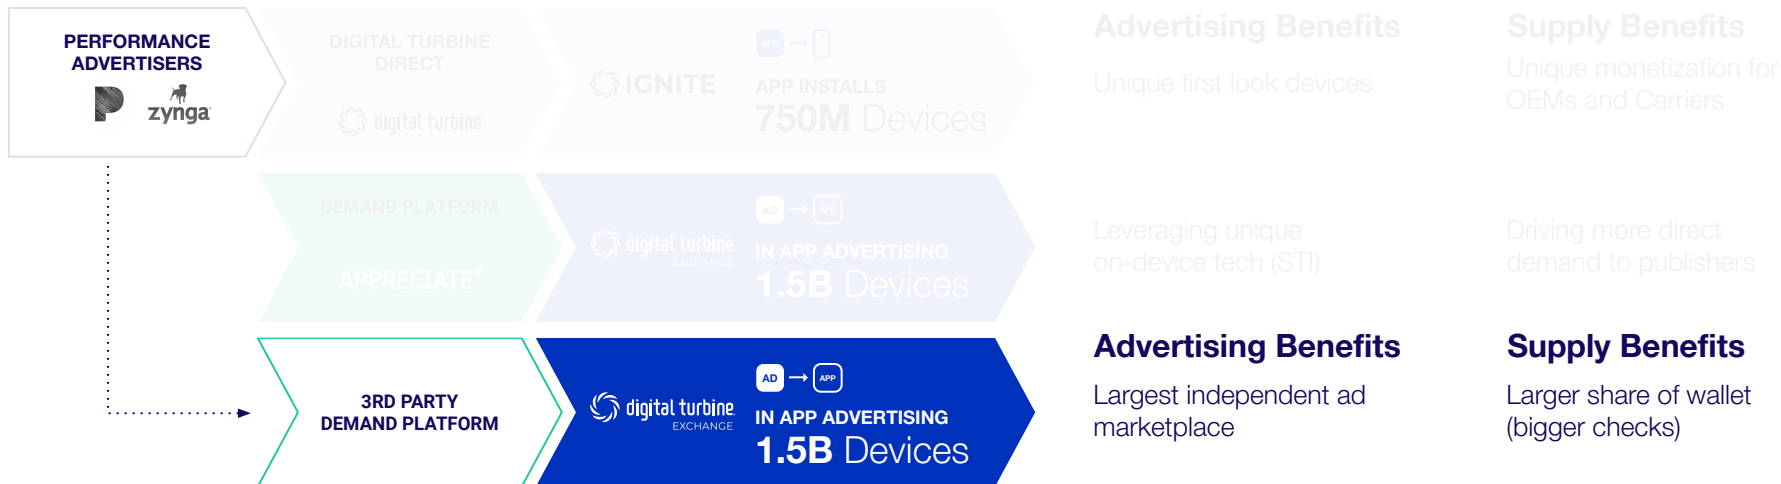 PERFORMANCE
ADVERTISERS
zynga
DIGITAL TURBINE
DIRECT
digital turbine
IGNITE
APP
APP INSTALLS
750M Devices
Advertising Benefits
Unique first look devices
Supply Benefits
Unique monetization for
OEMs and Carriers
DEMAND PLATFORM
APPRECIATE®
digital turbine
EXCHANGE
AD
APP
IN APP ADVERTISING
1.5B Devices
Leveraging unique
on-device tech (STI)
Driving more direct
demand to publishers
3RD PARTY
DEMAND PLATFORM
digital turbine
EXCHANGE
AD
APP
IN APP ADVERTISING
1.5B Devices
Advertising Benefits
Largest independent ad
marketplace
Supply Benefits
Larger share of wallet
(bigger checks)